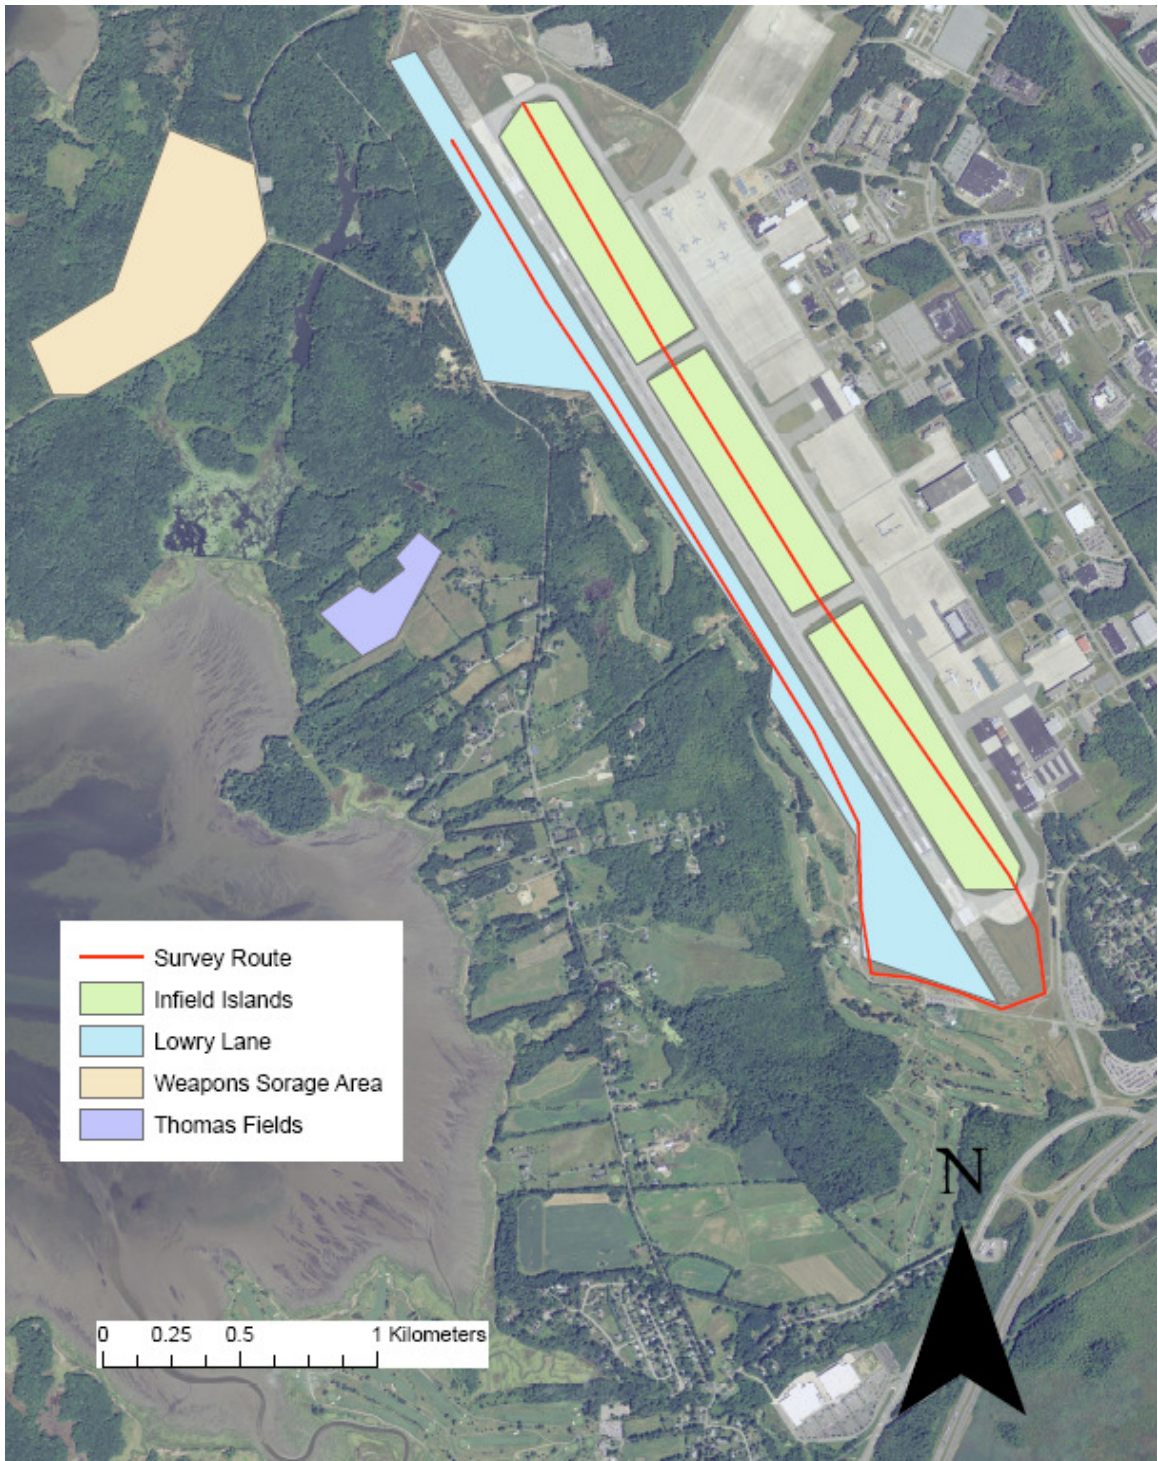 Survey Route
Infield Islands
Lowry Lane
Weapons Sorage Area
Thomas Fields
N
0 0.25 0.5 1 Kilometers